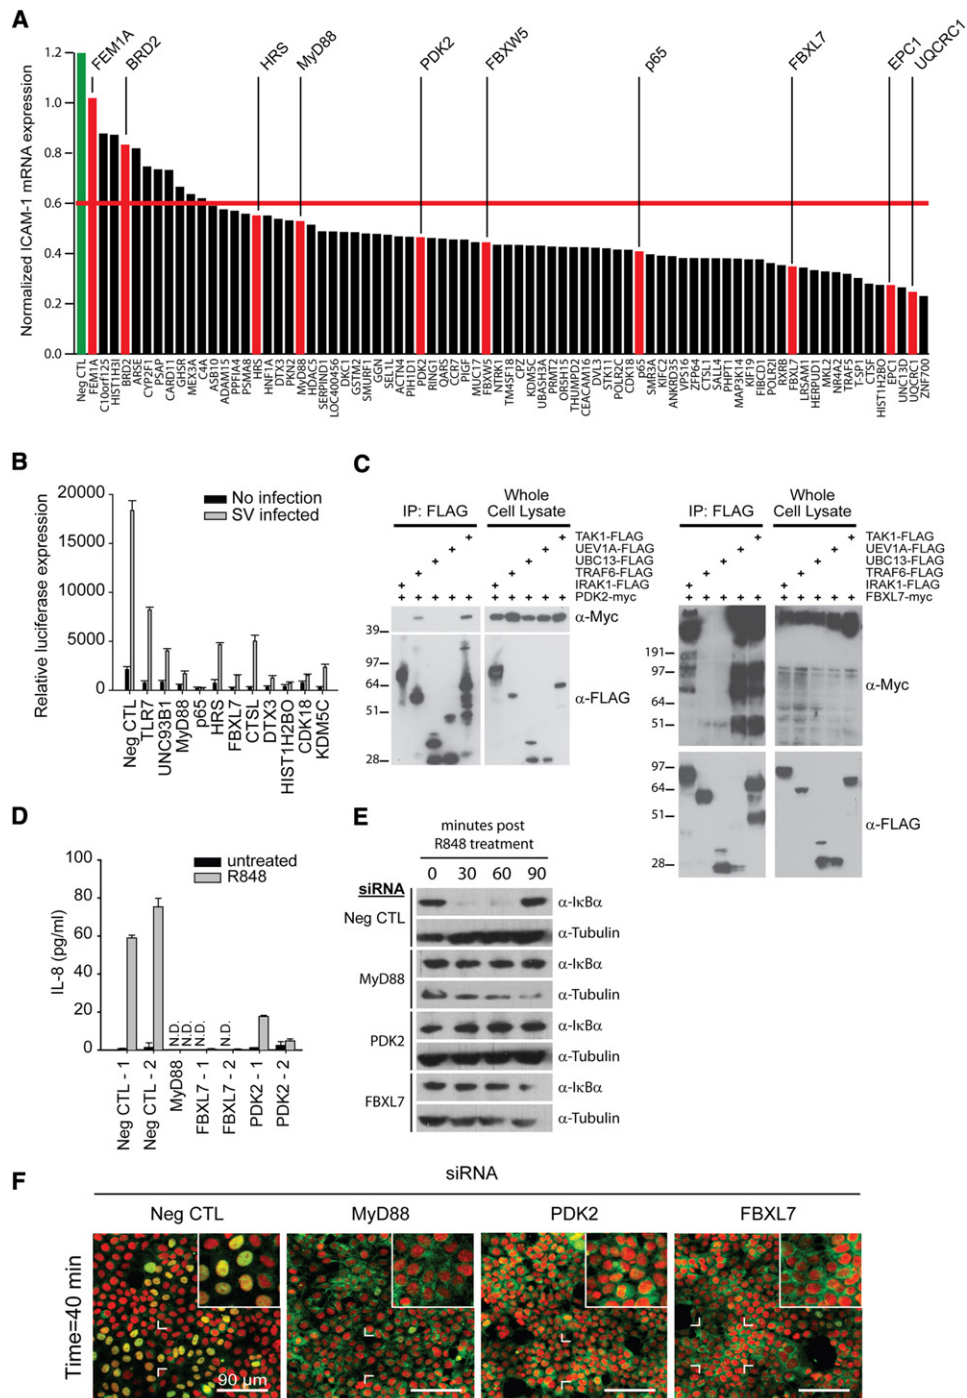 A
FEM1A
BRD2
HRS
MyD88
PDK2
FBXW5
p65
FBXL7
EPC1
UQCRC1
Normalized ICAM-1 mRNA expression
1.2
1.0
0.8
0.6
0.4
0.2
0.0
Neg CTL
FEM1A
C10orf125
HIST1H3I
BRD2
ARSE
CYP2F1
PSAP
CARD11
GHSR
MEX3A
C4A
ASB10
ADAM15
PPFIA4
PSMA8
HRS
HNF1A
DTX3
PKN2
MyD88
HDAC5
SERPIND1
LOC400456
DKC1
GSTM2
SMURF1
GGN
SEL1L
ACTN4
PIH1D1
PDK2
RIND1
QARS
CCR7
PIGF
MUC17
FBXW5
NTRK1
TM4SF18
CPZ
KDM5C
UBASH3A
PRMT2
OR5H15
THUMPD2
CEACAM16
DVL3
STK11
POLR2C
CDK18
p65
SMR3A
KIFC2
ANKRD35
VPS16
ZFP64
CTSL1
SALL4
PHPT1
MAP3K14
KIF19
FIBCD1
POLR2I
RXRB
FBXL7
LRSAM1
HERPUD1
MNK2
NR4A2
TRAF5
T-SP1
CTSF
HIST1H2BO
EPC1
UNC13D
UQCRC1
ZNF700
B
Relative luciferase expression
20000
15000
10000
5000
0
No infection
SV infected
Neg CTL
TLR7
UNC93B1
MyD88
p65
HRS
FBXL7
CTSL
DTX3
HIST1H2BO
CDK18
KDM5C
C
IP: FLAG
Whole
Cell Lysate
+ + TAK1-FLAG
+ + UEV1A-FLAG
+ + UBC13-FLAG
+ + TRAF6-FLAG
+ + IRAK1-FLAG
+ + + + + + + + + + PDK2-myc
39
α-Myc
97
64
51
28
α-FLAG
IP: FLAG
Whole
Cell Lysate
+ + TAK1-FLAG
+ + UEV1A-FLAG
+ + UBC13-FLAG
+ + TRAF6-FLAG
+ + IRAK1-FLAG
+ + + + + + + + + + FBXL7-myc
191
97
64
51
α-Myc
97
64
51
28
α-FLAG
D
IL-8 (pg/ml)
100
80
60
40
20
0
untreated
R848
N.D.
N.D.
N.D.
N.D.
Neg CTL - 1
Neg CTL - 2
MyD88
FBXL7 - 1
FBXL7 - 2
PDK2 - 1
PDK2 - 2
E
minutes post
R848 treatment
0 30 60 90
siRNA
Neg CTL
α-IκBα
α-Tubulin
MyD88
α-IκBα
α-Tubulin
PDK2
α-IκBα
α-Tubulin
FBXL7
α-IκBα
α-Tubulin
F
siRNA
Neg CTL
MyD88
PDK2
FBXL7
Time=40 min
90 μm